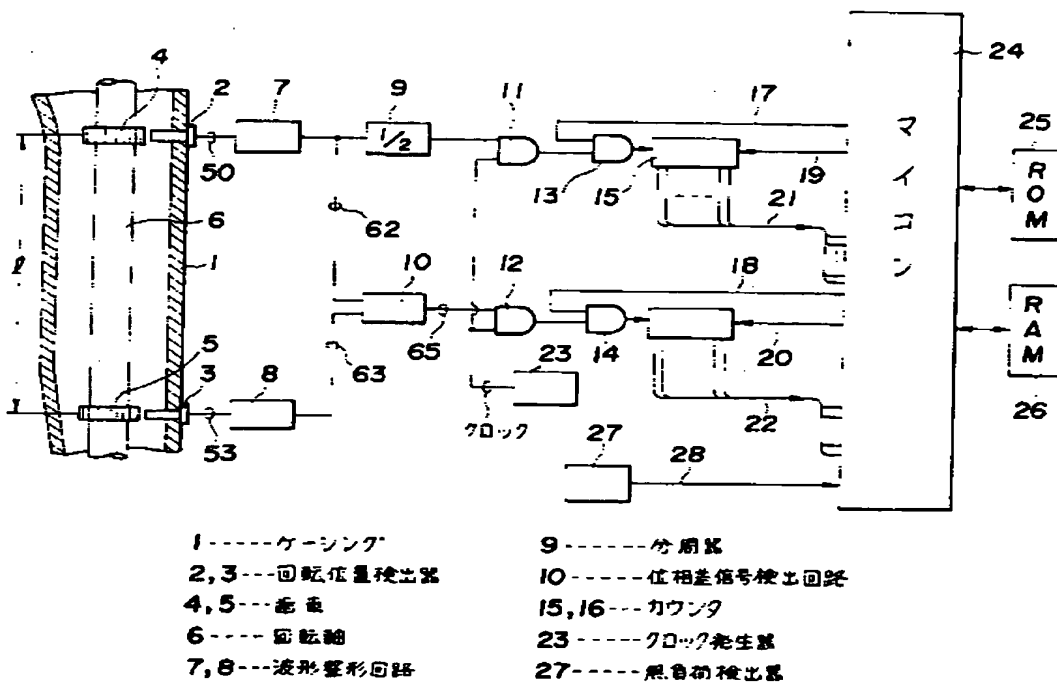 4
2
7
9
11
17
24
1/2
50
13
15
19
25
マイコン
ROM
21
6
62
1
ℓ
10
12
18
65
14
20
RAM
26
5
3
63
8
23
クロック
22
53
27
28
1-----ケーシング
2,3---回転位置検出器
4,5---歯車
6-----回転軸
7,8---波形整形回路
9------分周器
10-----位相差信号検出回路
15,16---カウンタ
23-----クロック発生器
27-----無負荷検出器